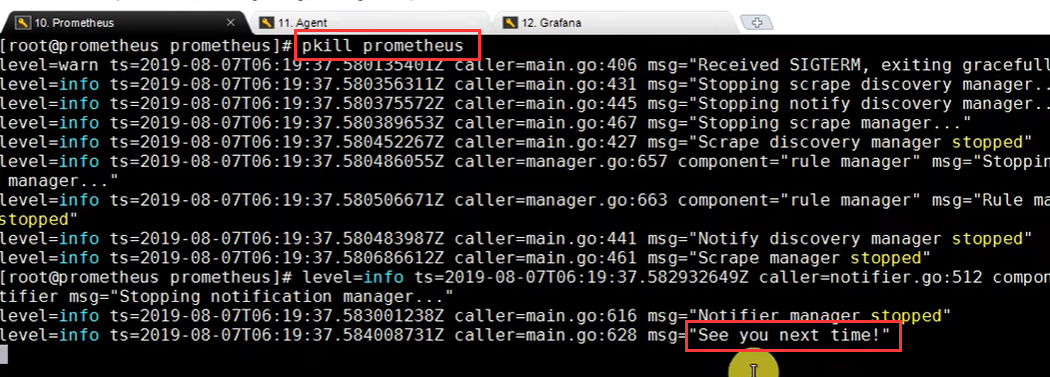 10. Prometheus
11. Agent
12. Grafana
[root@prometheus prometheus]# pkill prometheus
level=warn ts=2019-08-07T06:19:37.580135401Z caller=main.go:406 msg="Received SIGTERM, exiting gracefull
level=info ts=2019-08-07T06:19:37.580356311Z caller=main.go:431 msg="Stopping scrape discovery manager..
level=info ts=2019-08-07T06:19:37.580375572Z caller=main.go:445 msg="Stopping notify discovery manager..
level=info ts=2019-08-07T06:19:37.580389653Z caller=main.go:467 msg="Stopping scrape manager..."
level=info ts=2019-08-07T06:19:37.580452267Z caller=main.go:427 msg="Scrape discovery manager stopped"
level=info ts=2019-08-07T06:19:37.580486055Z caller=manager.go:657 component="rule manager" msg="Stoppin
manager..."
level=info ts=2019-08-07T06:19:37.580506671Z caller=manager.go:663 component="rule manager" msg="Rule ma
stopped"
level=info ts=2019-08-07T06:19:37.580483987Z caller=main.go:441 msg="Notify discovery manager stopped"
level=info ts=2019-08-07T06:19:37.580686612Z caller=main.go:461 msg="Scrape manager stopped"
[root@prometheus prometheus]# level=info ts=2019-08-07T06:19:37.582932649Z caller=notifier.go:512 compon
tifier msg="Stopping notification manager..."
level=info ts=2019-08-07T06:19:37.583001238Z caller=main.go:616 msg="Notifier manager stopped"
level=info ts=2019-08-07T06:19:37.584008731Z caller=main.go:628 msg="See you next time!"